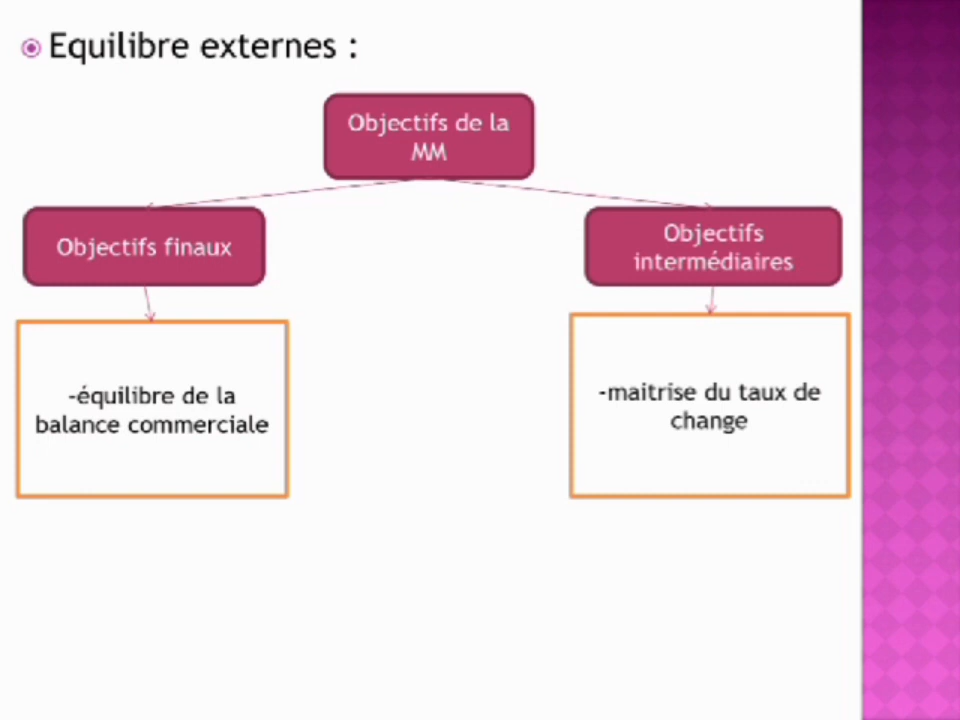 Equilibre externes :
Objectifs de la
MM
Objectifs finaux
Objectifs
intermédiaires
-équilibre de la
balance commerciale
-maitrise du taux de
change